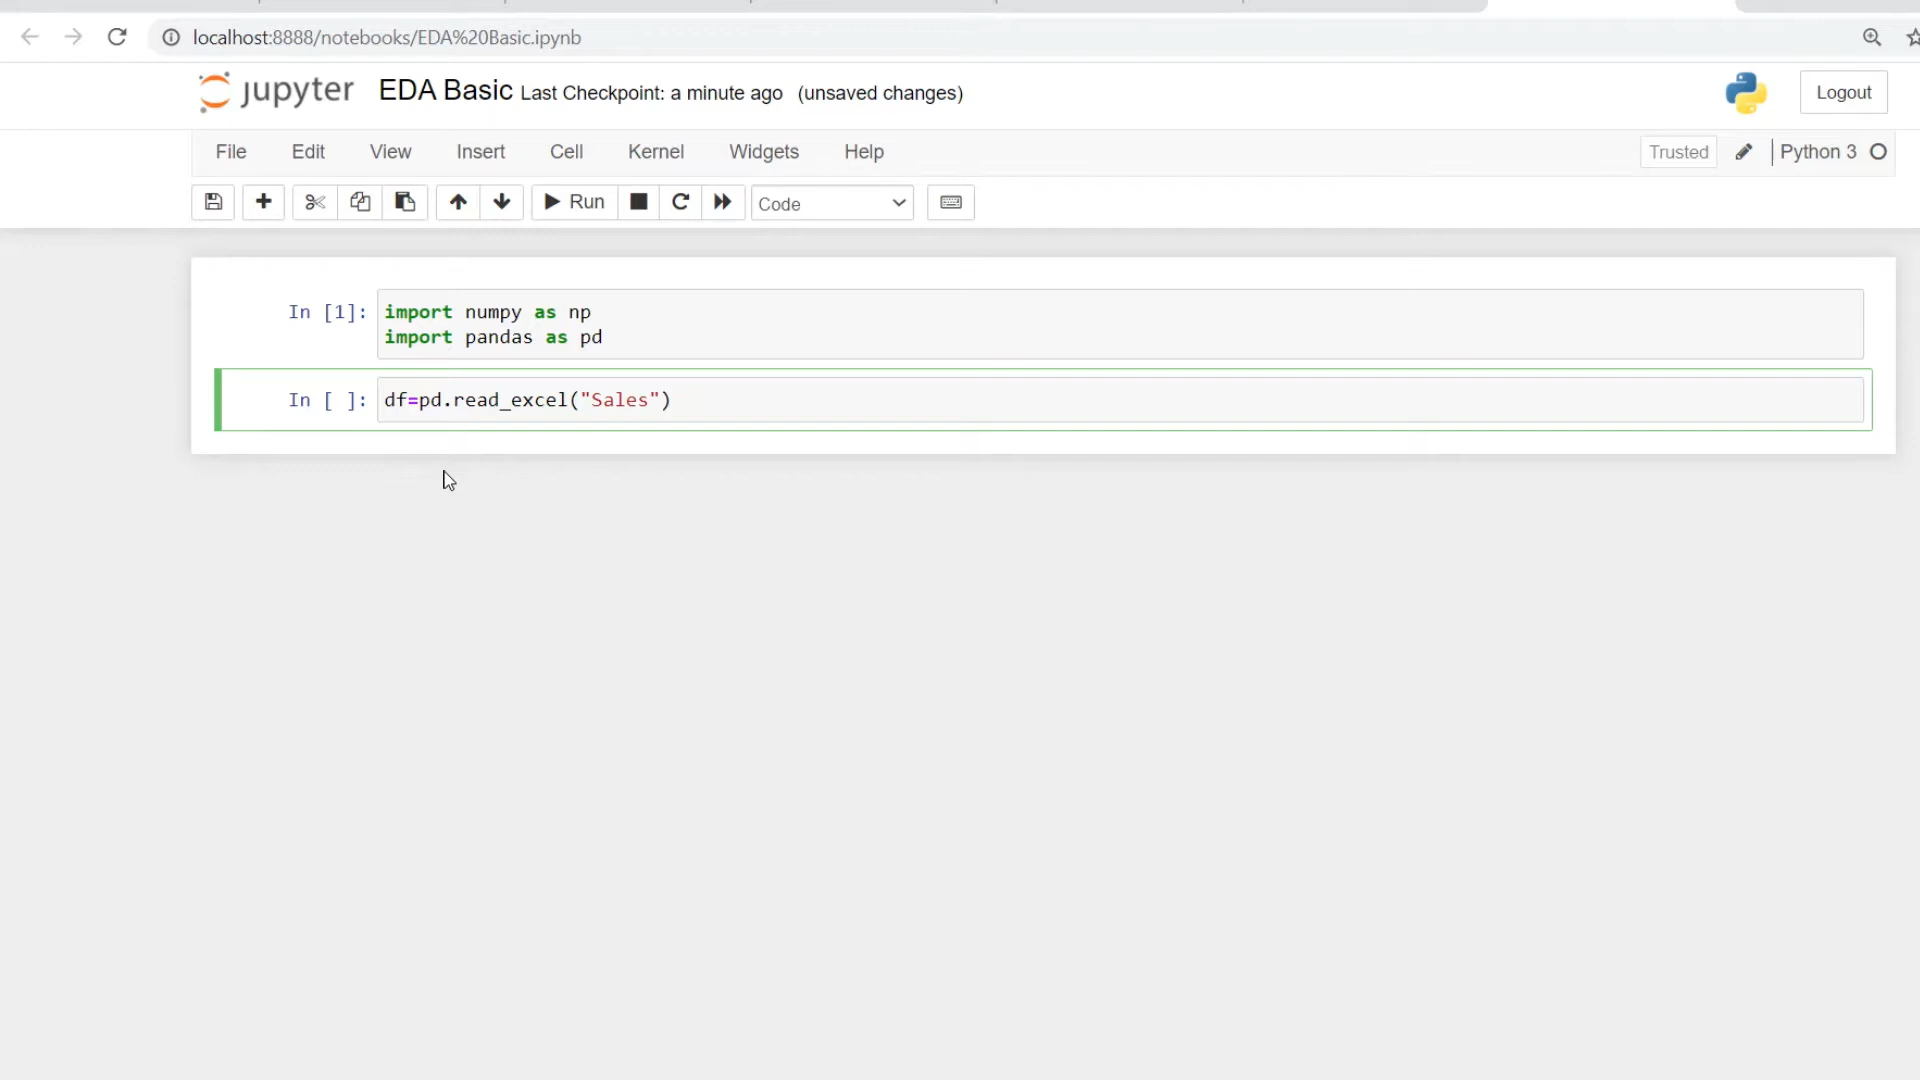 localhost:8888/notebooks/EDA%20Basic.ipynb
jupyter EDA Basic Last Checkpoint: a minute ago (unsaved changes)
Logout
File Edit View Insert Cell Kernel Widgets Help
Trusted Python 3
Run Code
In [1]: import numpy as np
import pandas as pd
In [ ]: df=pd.read_excel("Sales")